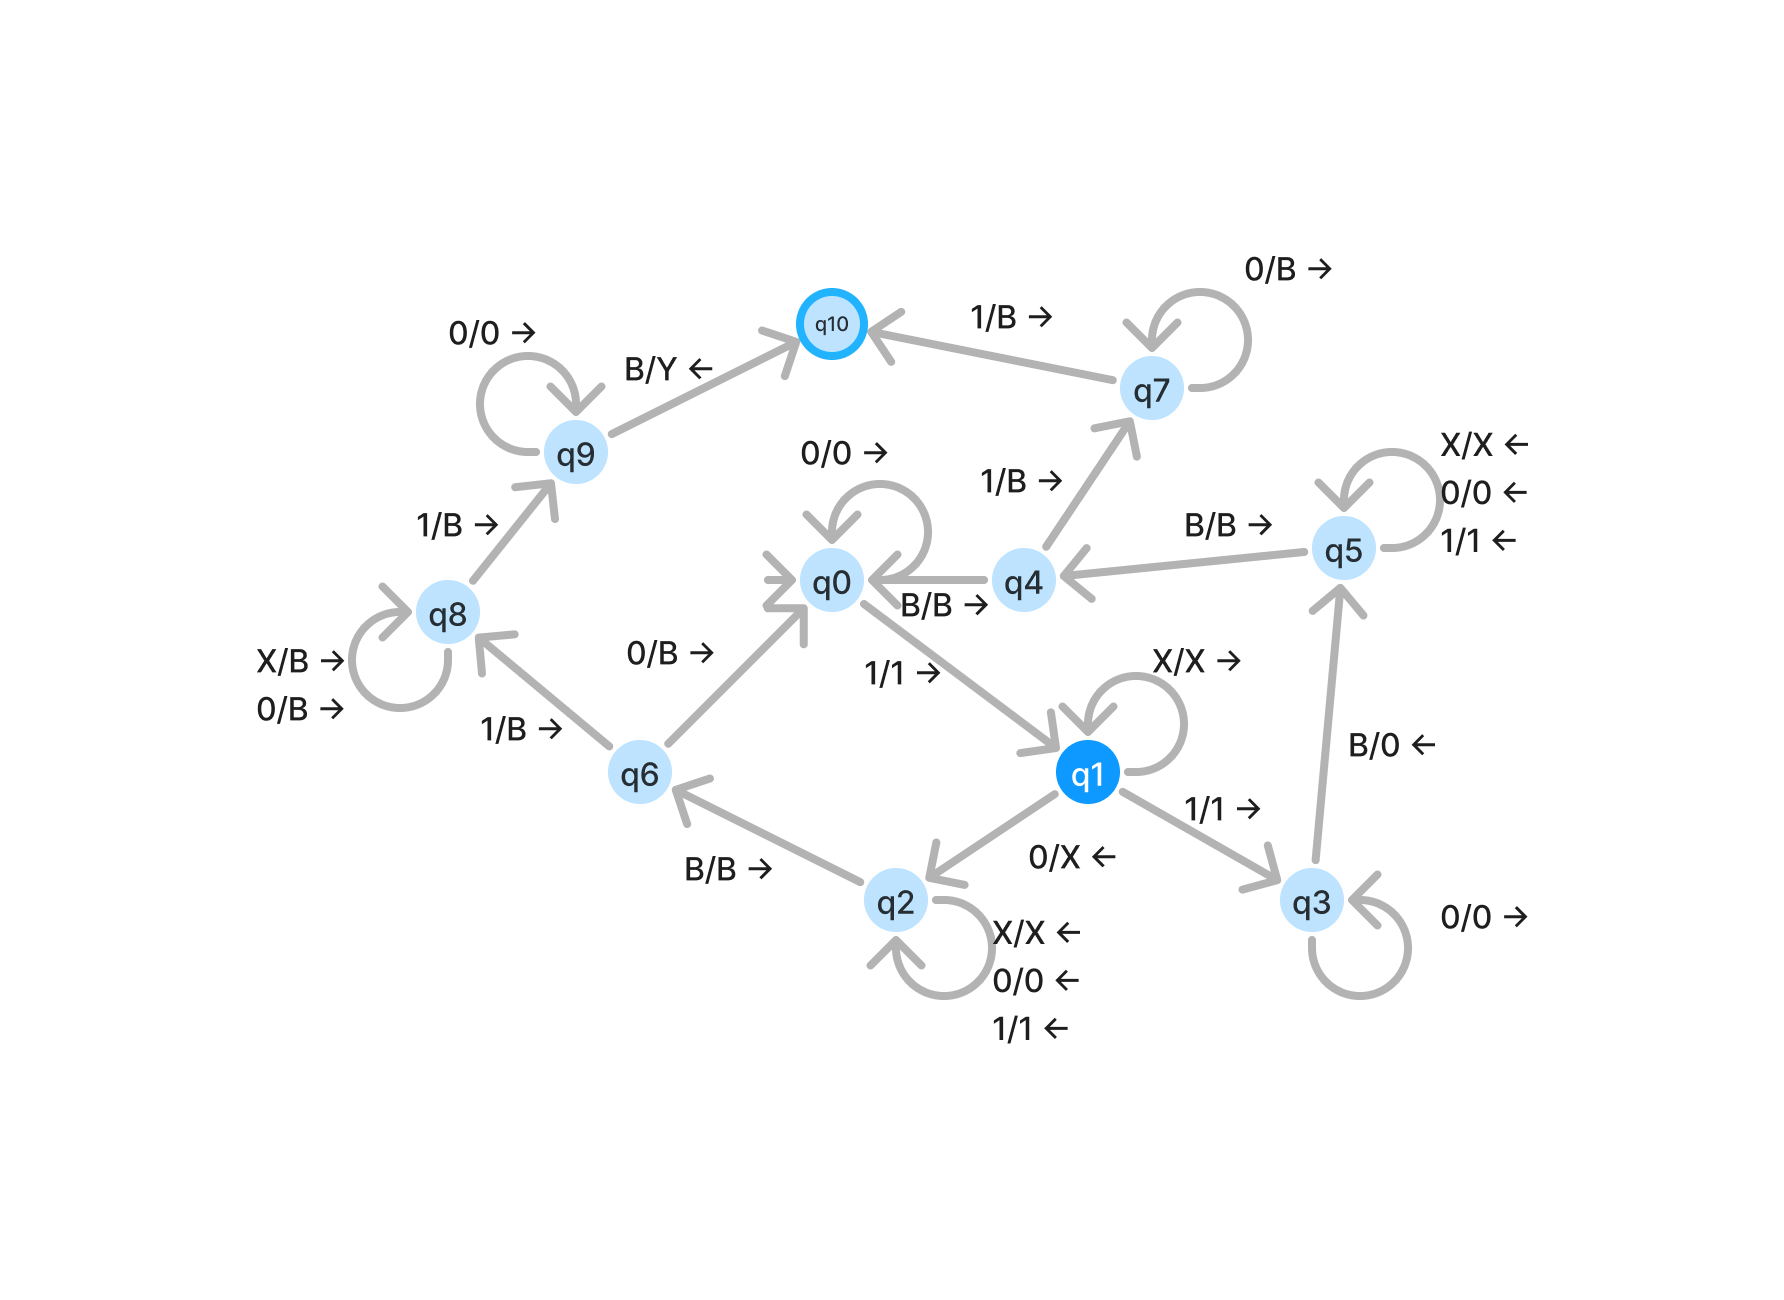 0/B →
1/B →
q10
0/0 →
B/Y ←
q7
X/X ←
0/0 ←
1/1 ←
0/0 →
q9
1/B →
1/B →
B/B →
q5
q0
q4
B/B →
q8
X/B →
0/B →
0/B →
1/1 →
X/X →
1/B →
q6
q1
B/0 ←
1/1 →
B/B →
0/X ←
q2
q3
0/0 →
X/X ←
0/0 ←
1/1 ←